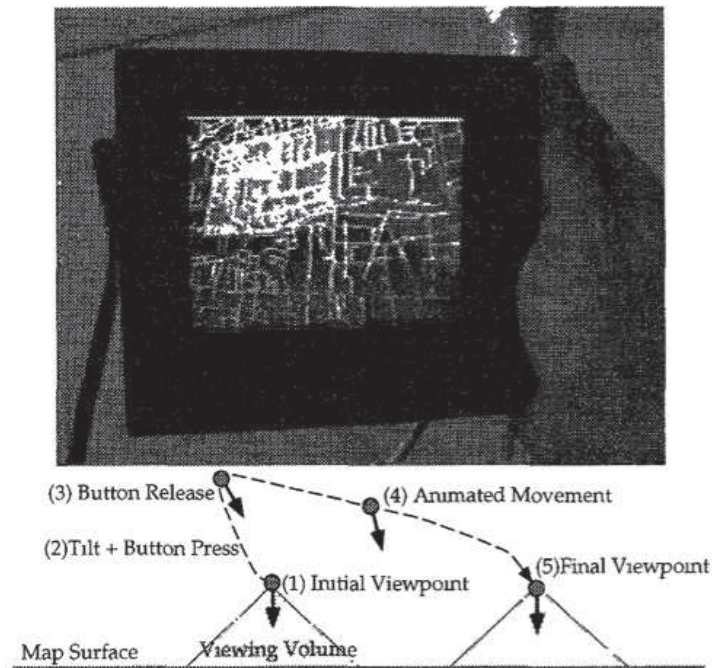 (3) Button Release
(4) Animated Movement
(2)Tilt + Button Press
(1) Initial Viewpoint
(5)Final Viewpoint
Map Surface
Viewing Volume